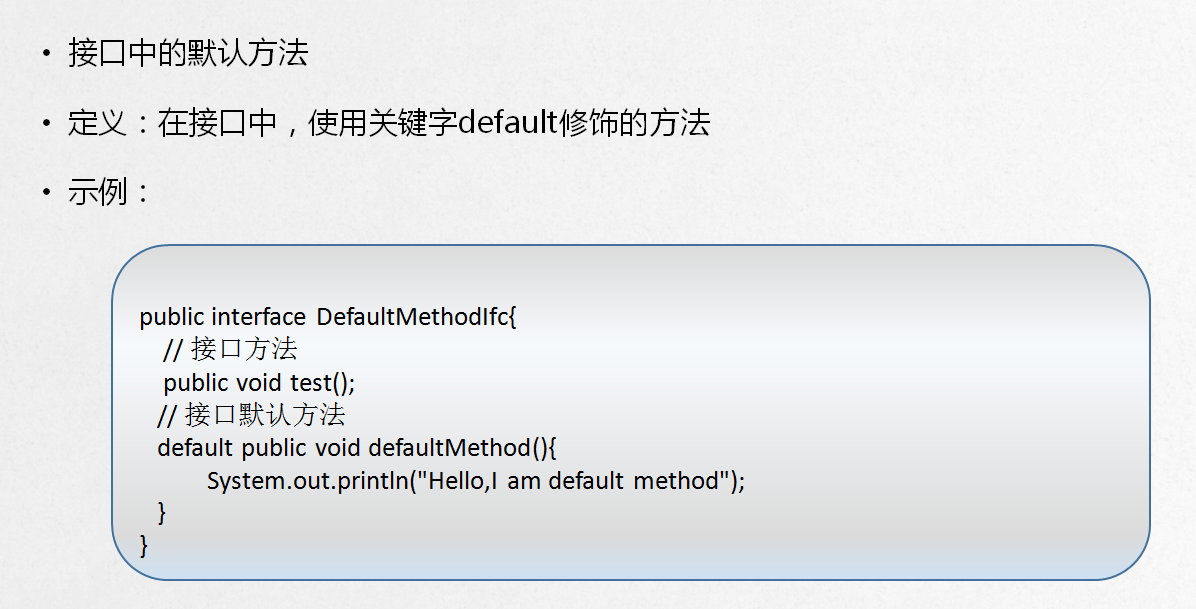 • 接口中的默认方法
• 定义：在接口中，使用关键字default修饰的方法
• 示例：
public interface DefaultMethodIfc{
// 接口方法
public void test();
// 接口默认方法
default public void defaultMethod(){
System.out.println("Hello,I am default method");
}
}